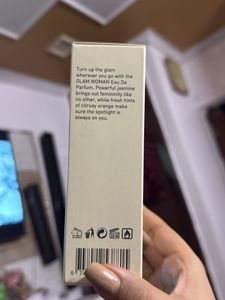 Turn up the glam
wherever you go with the
GLAM WOMAN Eau De
Parfum. Powerful jasmine
brings out femininity like
no other, while fresh hints
of citrusy orange make
sure the spotlight is
always on you.